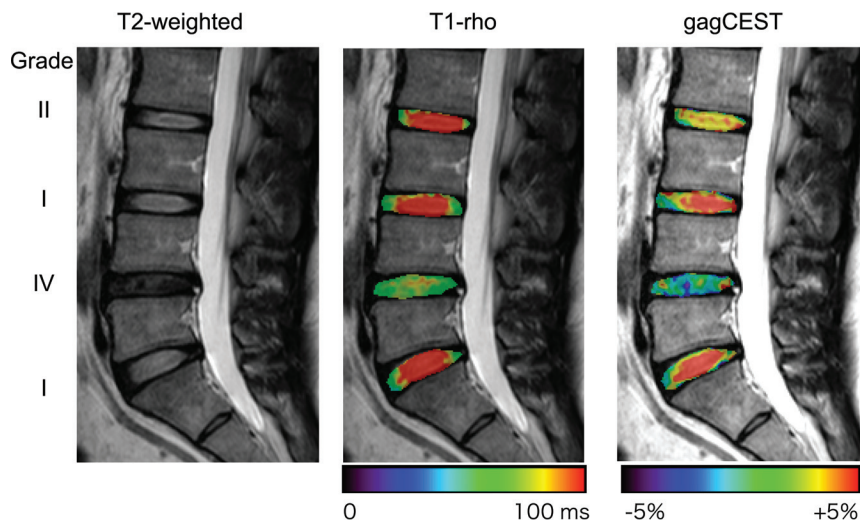 T2-weighted T1-rho gagCEST
Grade
II
I
IV
I
0 100 ms -5% +5%